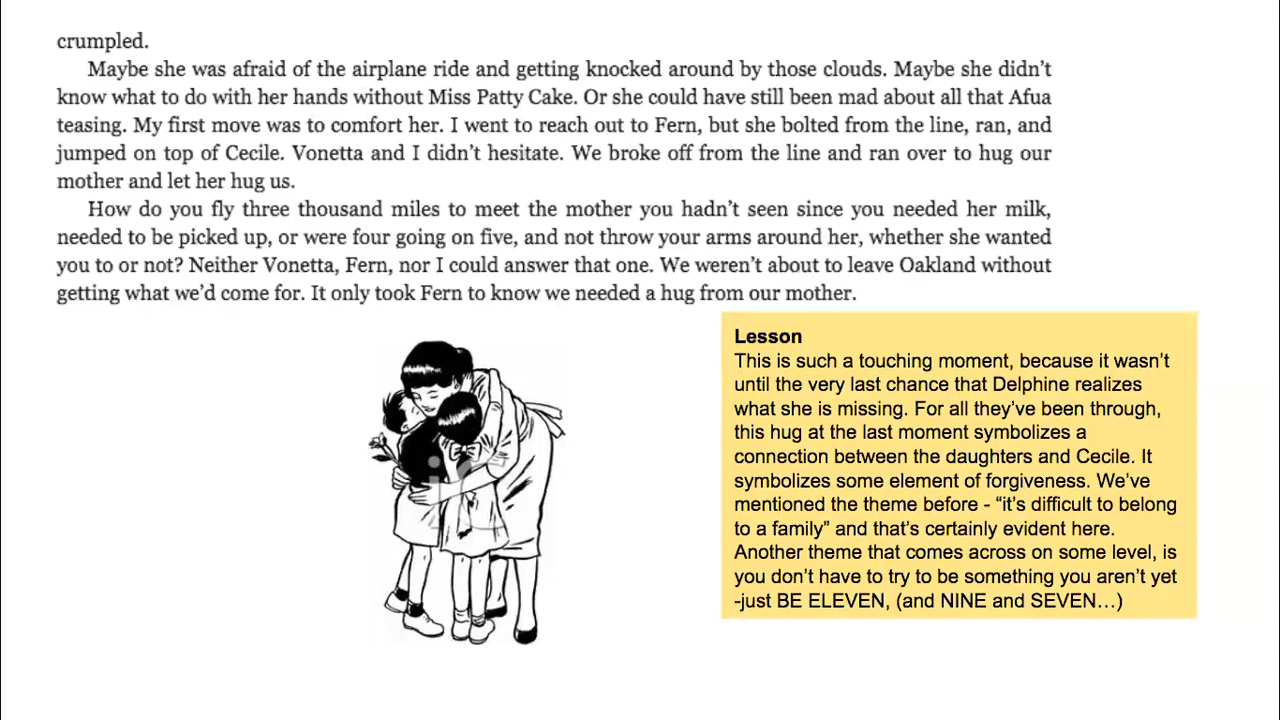 crumpled.
Maybe she was afraid of the airplane ride and getting knocked around by those clouds. Maybe she didn’t
know what to do with her hands without Miss Patty Cake. Or she could have still been mad about all that Afua
teasing. My first move was to comfort her. I went to reach out to Fern, but she bolted from the line, ran, and
jumped on top of Cecile. Vonetta and I didn’t hesitate. We broke off from the line and ran over to hug our
mother and let her hug us.
How do you fly three thousand miles to meet the mother you hadn’t seen since you needed her milk,
needed to be picked up, or were four going on five, and not throw your arms around her, whether she wanted
you to or not? Neither Vonetta, Fern, nor I could answer that one. We weren’t about to leave Oakland without
getting what we’d come for. It only took Fern to know we needed a hug from our mother.
Lesson
This is such a touching moment, because it wasn’t
until the very last chance that Delphine realizes
what she is missing. For all they’ve been through,
this hug at the last moment symbolizes a
connection between the daughters and Cecile. It
symbolizes some element of forgiveness. We’ve
mentioned the theme before - “it’s difficult to belong
to a family” and that’s certainly evident here.
Another theme that comes across on some level, is
you don’t have to try to be something you aren’t yet
-just BE ELEVEN, (and NINE and SEVEN…)